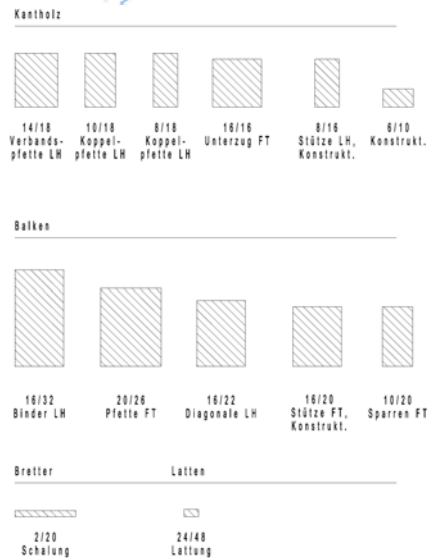 Kantholz
14/18
Verbands-
pfette LH
10/18
Koppel-
pfette LH
8/18
Koppel-
pfette LH
16/16
Unterzug FT
8/16
Stütze LH,
Konstrukt.
6/10
Konstrukt.
Balken
16/32
Binder LH
20/26
Pfette FT
16/22
Diagonale LH
16/20
Stütze FT,
Konstrukt.
10/20
Sparren FT
Bretter
Latten
2/20
Schalung
24/48
Lattung